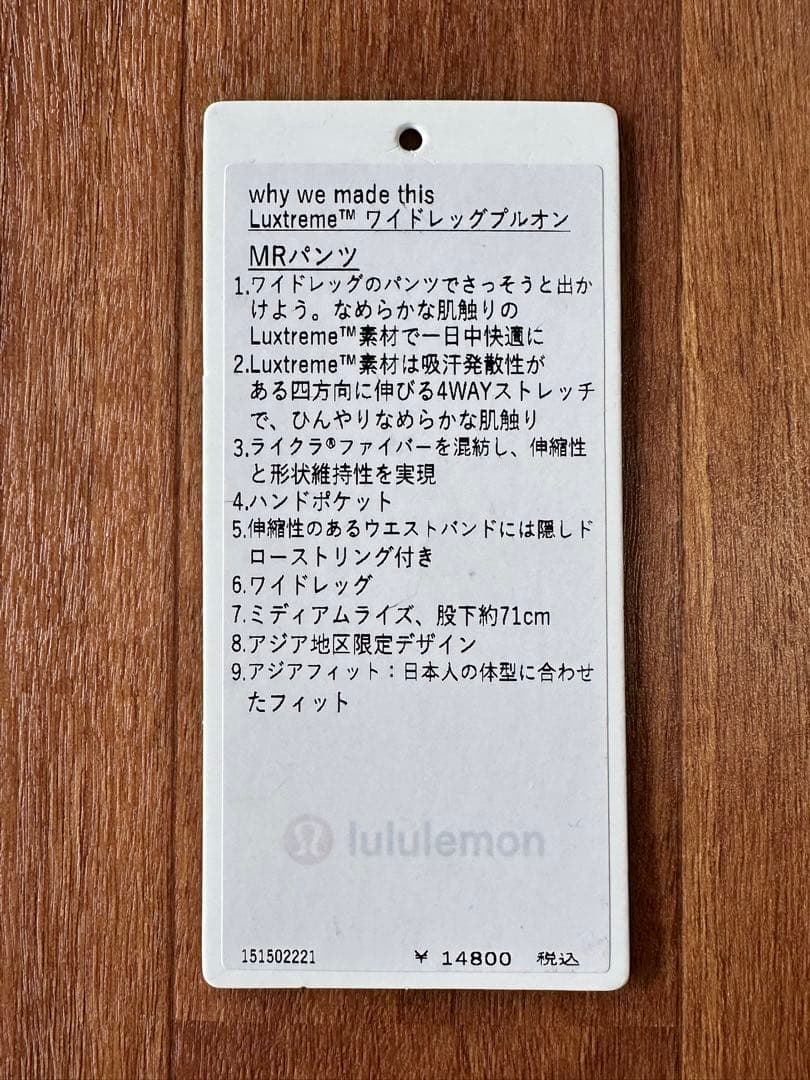 why we made this
Luxtreme™ ワイドレッグプルオン
MRパンツ
1.ワイドレッグのパンツでさっそうと出か
けよう。なめらかな肌触りの
Luxtreme™素材で一日中快適に
2.Luxtreme™素材は吸汗発散性が
ある四方向に伸びる4WAYストレッチ
で、ひんやりなめらかな肌触り
3.ライクラ®ファイバーを混紡し、伸縮性
と形状維持性を実現
4.ハンドポケット
5.伸縮性のあるウエストバンドには隠しド
ローストリング付き
6.ワイドレッグ
7.ミディアムライズ、股下約71cm
8.アジア地区限定デザイン
9.アジアフィット：日本人の体型に合わせ
たフィット
lululemon
151502221 ¥ 14800 税込